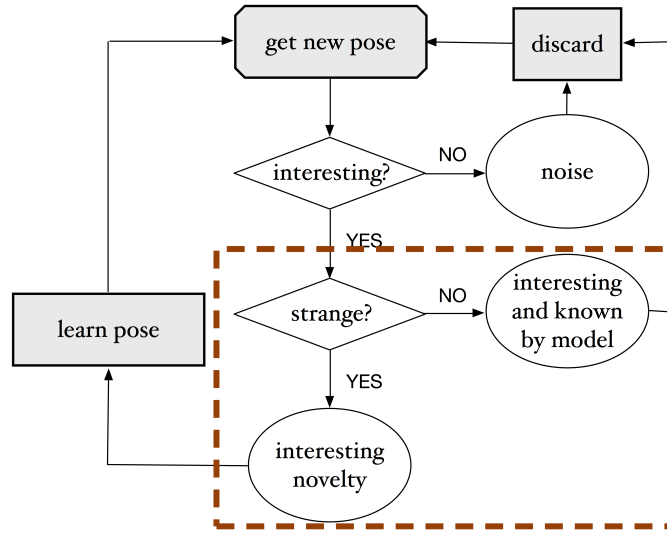 get new pose
discard
interesting?
NO
noise
YES
strange?
NO
interesting
and known
by model
learn pose
YES
interesting
novelty